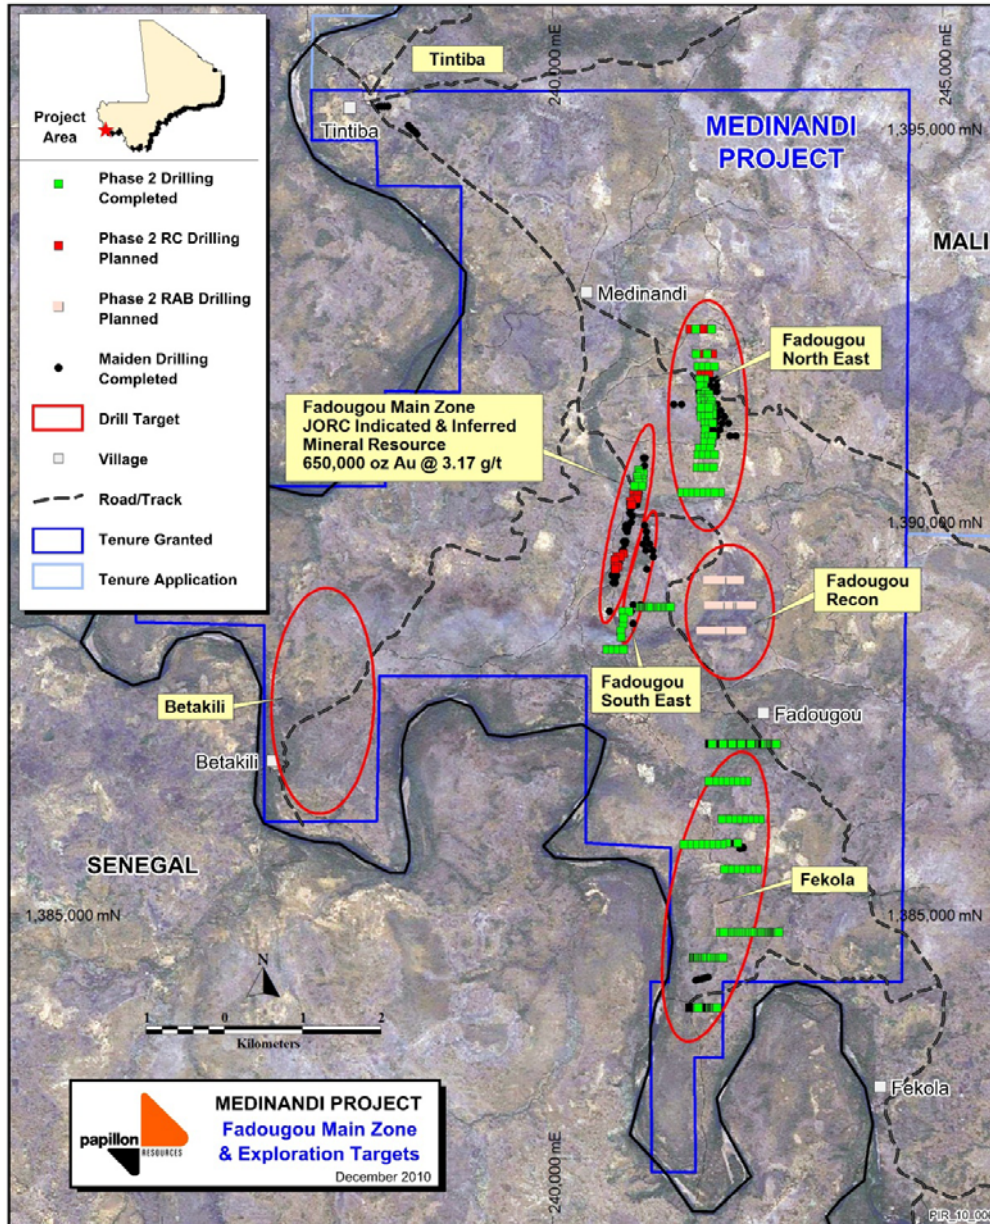 Project
Area
Phase 2 Drilling
Completed
Phase 2 RC Drilling
Planned
Phase 2 RAB Drilling
Planned
Maiden Drilling
Completed
Drill Target
Village
Road/Track
Tenure Granted
Tenure Application
Tintiba
Tintiba
240,000 mE
245,000 mE
1,395,000 mN
MEDINANDI
PROJECT
MALI
Medinandi
Fadougou
North East
Fadougou Main Zone
JORC Indicated & Inferred
Mineral Resource
650,000 oz Au @ 3.17 g/t
1,390,000 mN
Fadougou
Recon
Fadougou
South East
Betakili
Betakili
Fadougou
SENEGAL
Fekola
1,385,000 mN
1,385,000 mN
N
1 0 1 2
Kilometers
Fekola
240,000 mE
papillon
RESOURCES
MEDINANDI PROJECT
Fadougou Main Zone
& Exploration Targets
December 2010